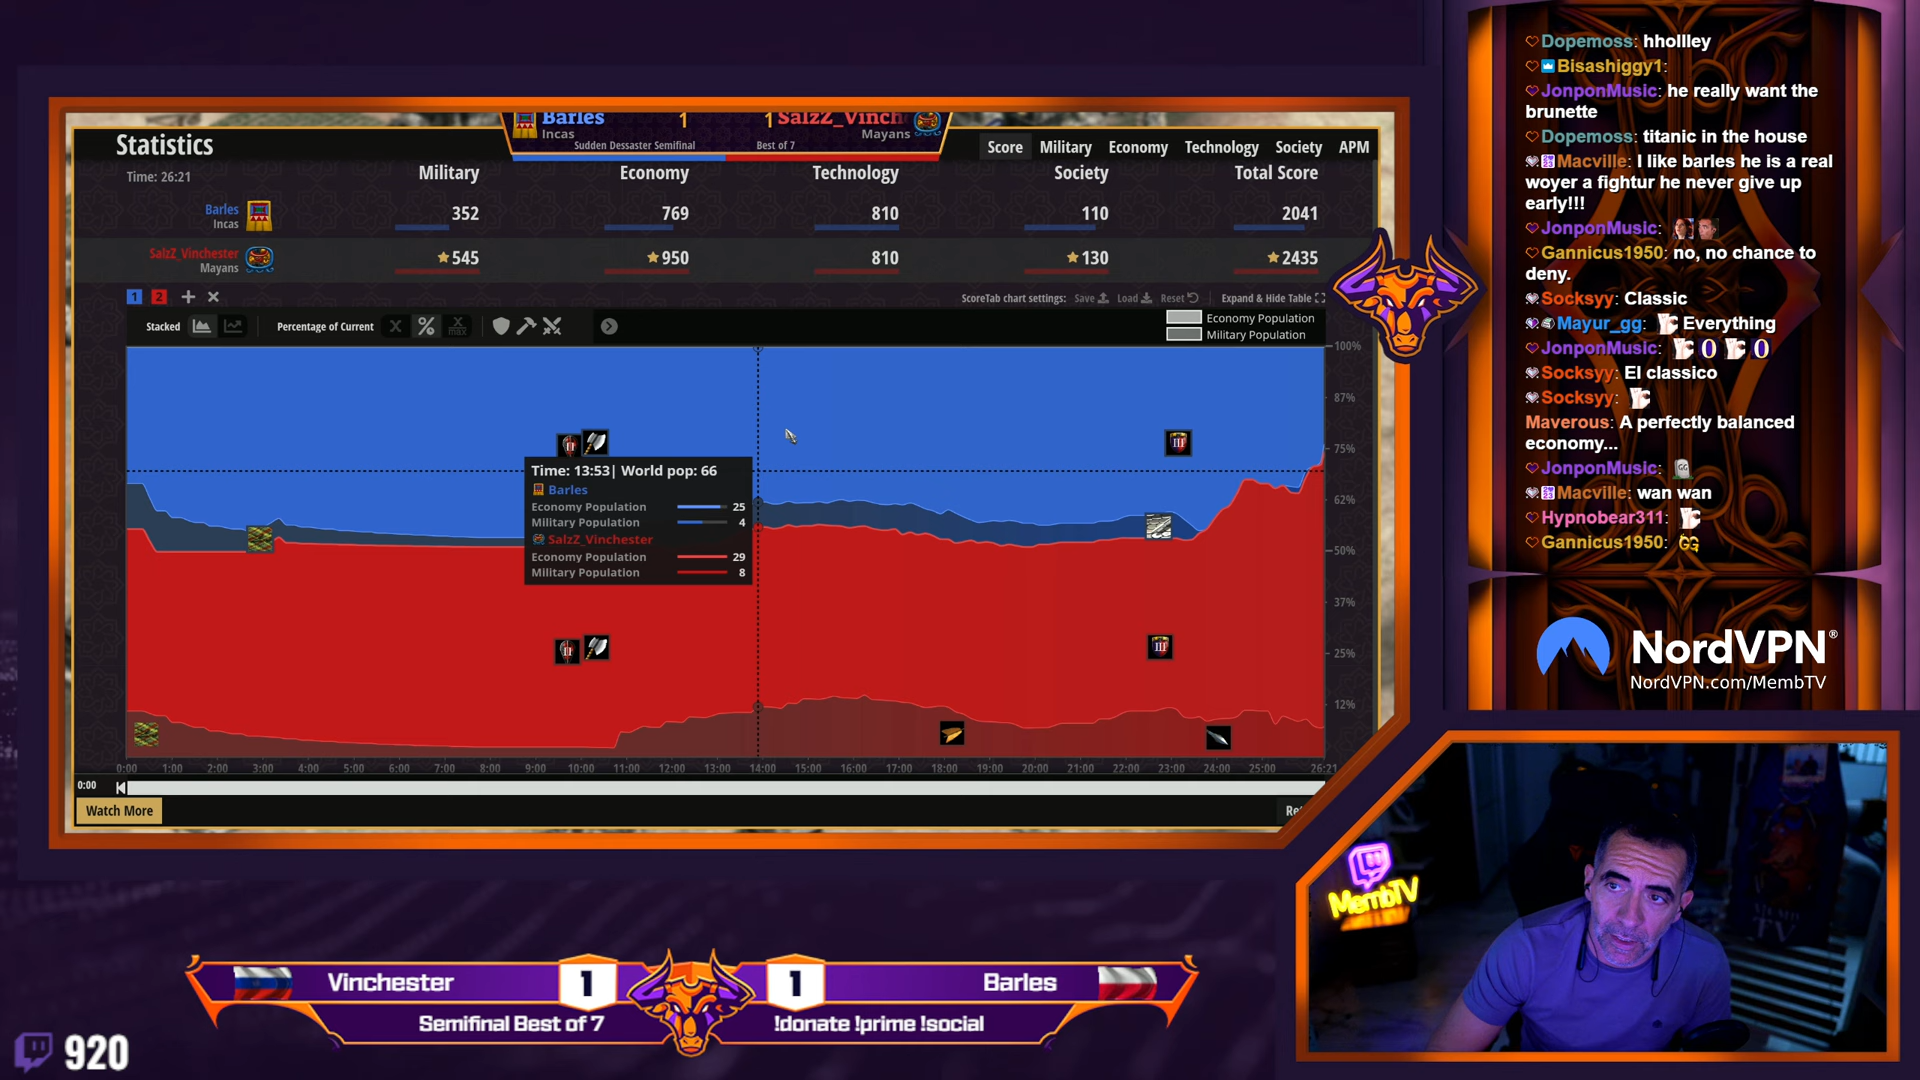 Barles 1 1 SalzZ_Vinch
Incas Mayans
Sudden Dessaster Semifinal Best of 7
Statistics
Score Military Economy Technology Society APM
Time: 26:21
Military Economy Technology Society Total Score
Barles
Incas
352 769 810 110 2041
SalzZ_Vinchester
Mayans
545 950 810 130 2435
1 2
ScoreTab chart settings: Save Load Reset Expand & Hide Table
Stacked
Percentage of Current
X % X max
Economy Population
Military Population
100%
87%
75%
62%
50%
37%
25%
12%
II
III
Time: 13:53| World pop: 66
Barles
Economy Population 25
Military Population 4
SalzZ_Vinchester
Economy Population 29
Military Population 8
II
III
0:00 1:00 2:00 3:00 4:00 5:00 6:00 7:00 8:00 9:00 10:00 11:00 12:00 13:00 14:00 15:00 16:00 17:00 18:00 19:00 20:00 21:00 22:00 23:00 24:00 25:00 26:21
0:00
Watch More
Dopemoss: hhollley
Bisashiggy1:
JonponMusic: he really want the
brunette
Dopemoss: titanic in the house
Macville: I like barles he is a real
woyer a fightur he never give up
early!!!
JonponMusic:
Gannicus1950: no, no chance to
deny.
Socksyy: Classic
Mayur_gg: Everything
JonponMusic:
Socksyy: El classico
Socksyy:
Maverous: A perfectly balanced
economy...
JonponMusic:
Macville: wan wan
Hypnobear311:
Gannicus1950: GG
NordVPN®
NordVPN.com/MembTV
MembTV
Vinchester 1 1 Barles
Semifinal Best of 7 !donate !prime !social
920